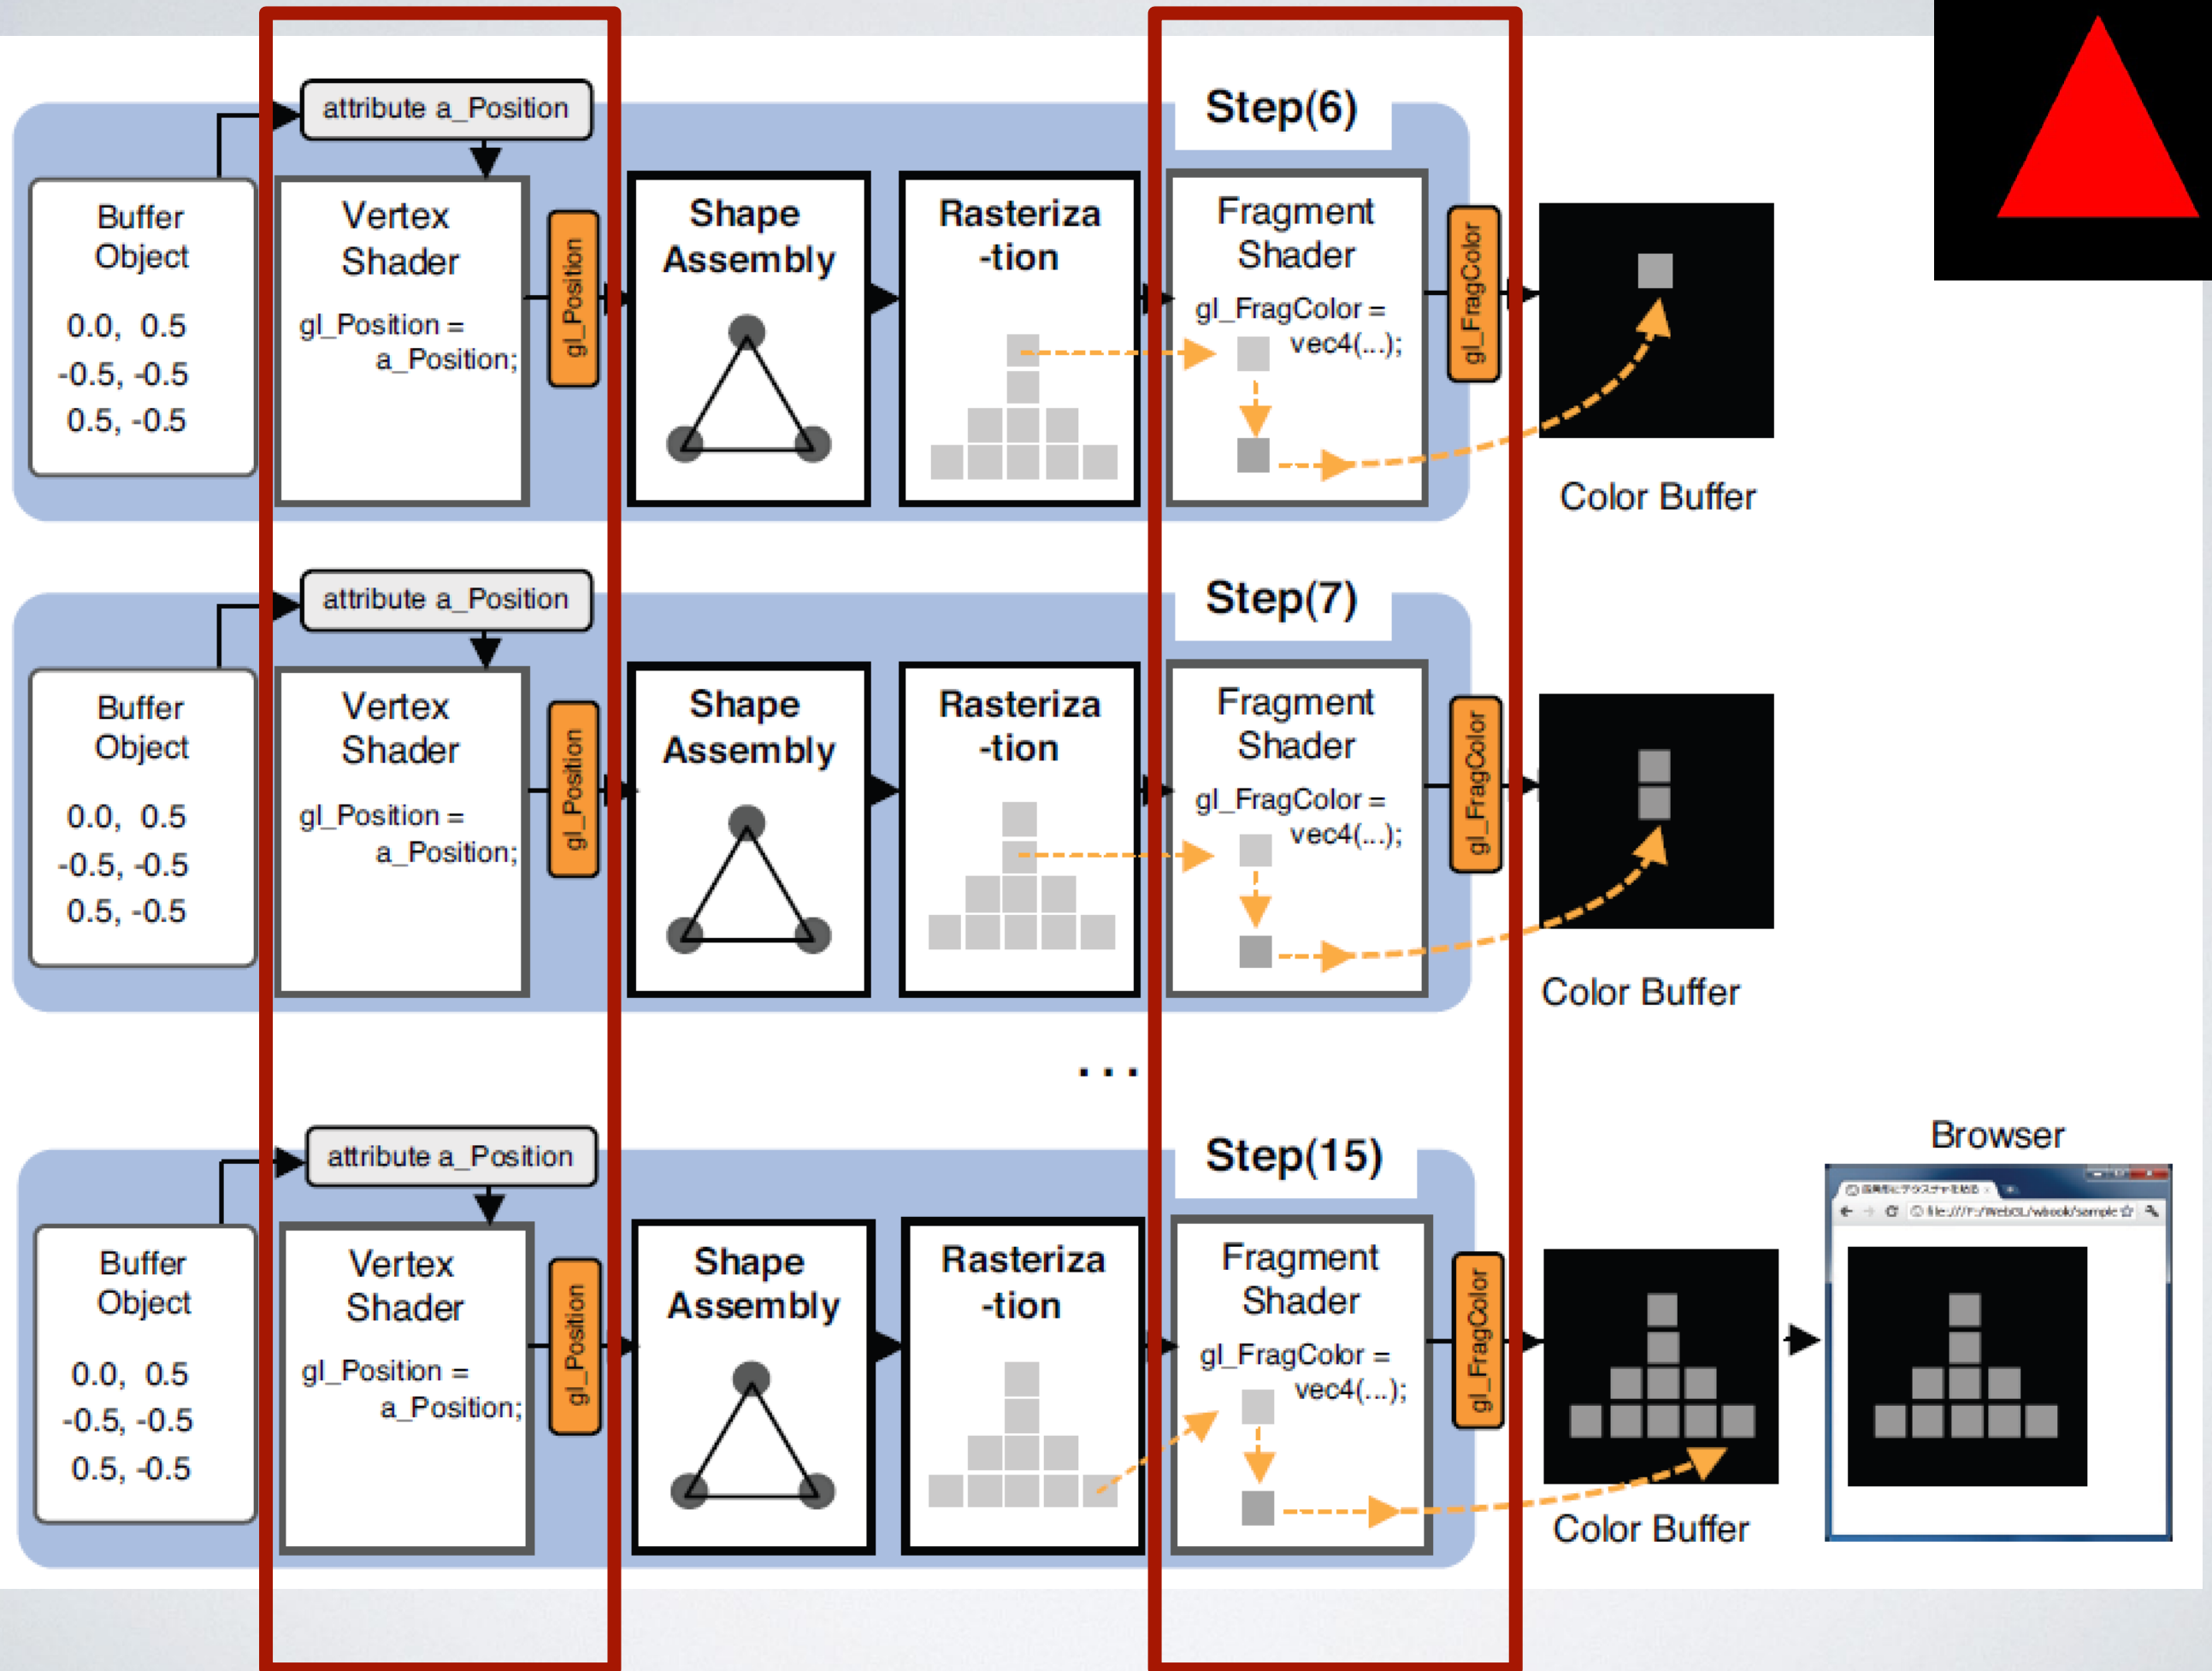 attribute a_Position
Step(6)
Buffer
Object
0.0, 0.5
-0.5, -0.5
0.5, -0.5
Vertex
Shader
gl_Position =
a_Position;
gl_Position
Shape
Assembly
Rasteriza
-tion
Fragment
Shader
gl_FragColor =
vec4(...);
gl_FragColor
Color Buffer
attribute a_Position
Step(7)
Buffer
Object
0.0, 0.5
-0.5, -0.5
0.5, -0.5
Vertex
Shader
gl_Position =
a_Position;
gl_Position
Shape
Assembly
Rasteriza
-tion
Fragment
Shader
gl_FragColor =
vec4(...);
gl_FragColor
Color Buffer
...
attribute a_Position
Step(15)
Buffer
Object
0.0, 0.5
-0.5, -0.5
0.5, -0.5
Vertex
Shader
gl_Position =
a_Position;
gl_Position
Shape
Assembly
Rasteriza
-tion
Fragment
Shader
gl_FragColor =
vec4(...);
gl_FragColor
Color Buffer
Browser
file:///F:/WebGL/wbook/sample